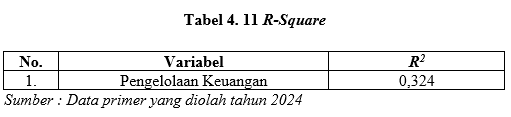 Tabel 4. 11 R-Square
No. Variabel R²
1. Pengelolaan Keuangan 0,324
Sumber : Data primer yang diolah tahun 2024